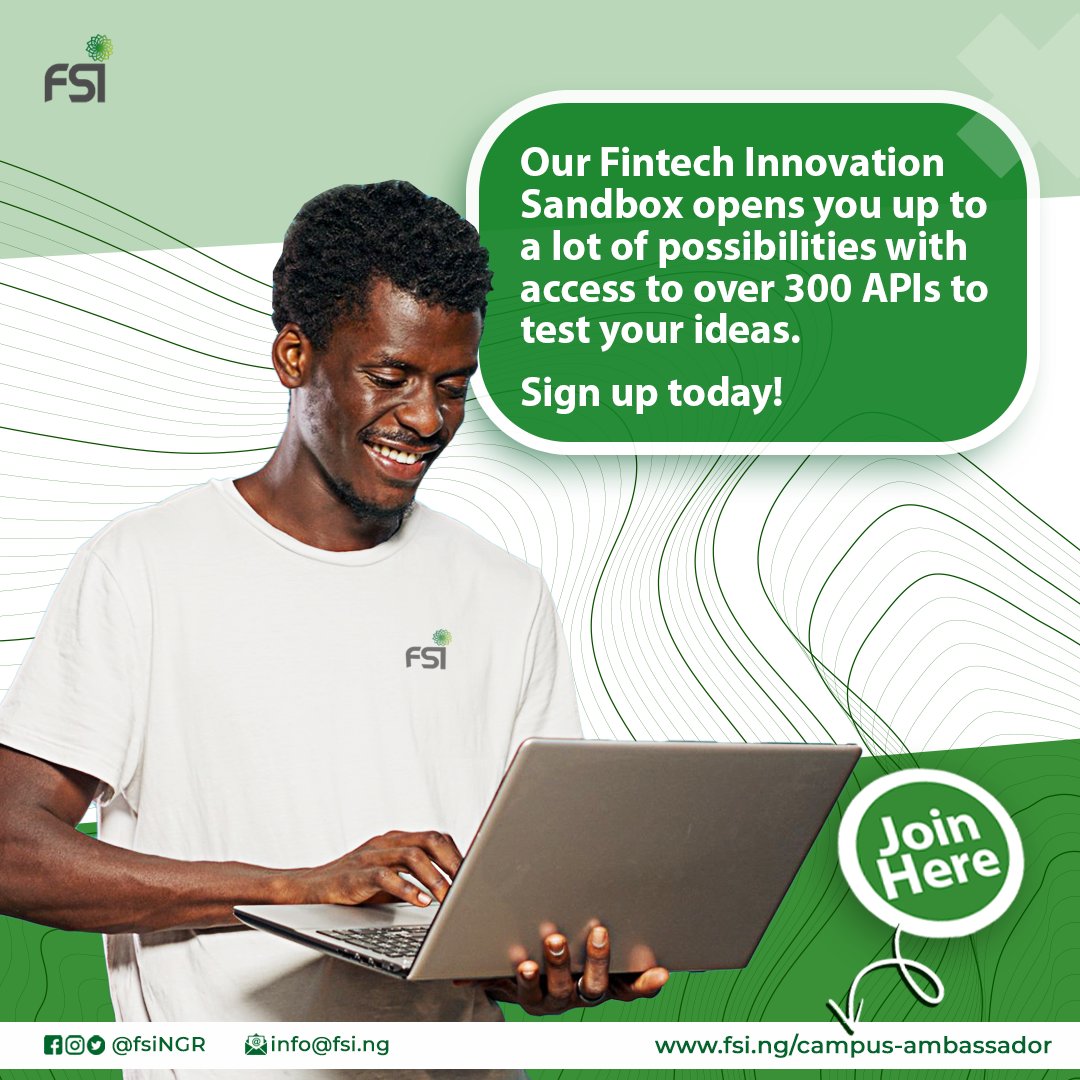 FSI
Our Fintech Innovation
Sandbox opens you up to
a lot of possibilities with
access to over 300 APIs to
test your ideas.
Sign up today!
FSI
Join
Here
@fsiNGR info@fsi.ng www.fsi.ng/campus-ambassador